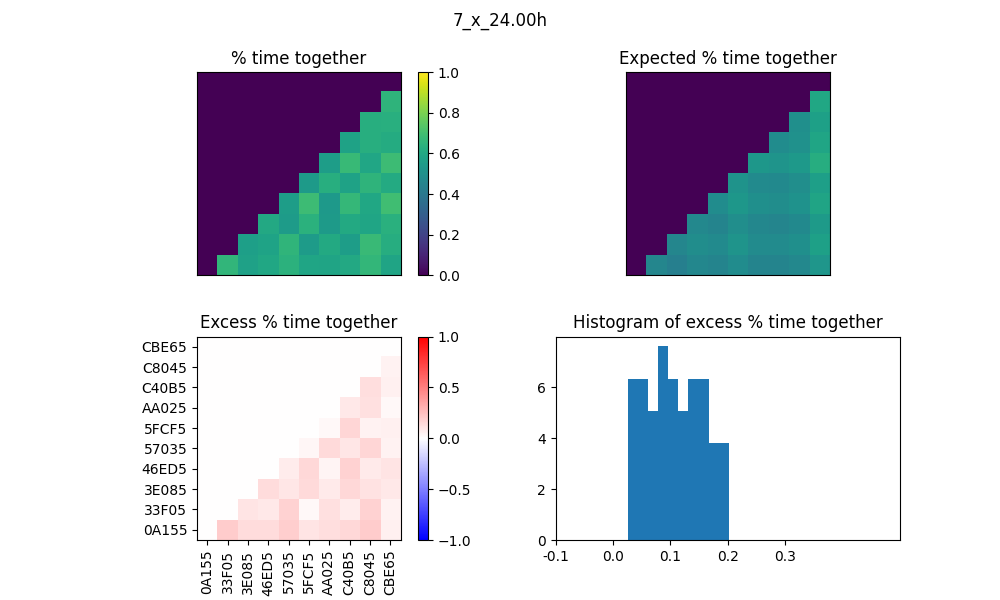 7_x_24.00h
% time together
Expected % time together
1.0
0.8
0.6
0.4
0.2
0.0
Excess % time together
Histogram of excess % time together
CBE65
C8045
C40B5
AA025
5FCF5
57035
46ED5
3E085
33F05
0A155
0A155
33F05
3E085
46ED5
57035
5FCF5
AA025
C40B5
C8045
CBE65
1.0
0.5
0.0
−0.5
−1.0
6
4
2
0
-0.1
0.0
0.1
0.2
0.3